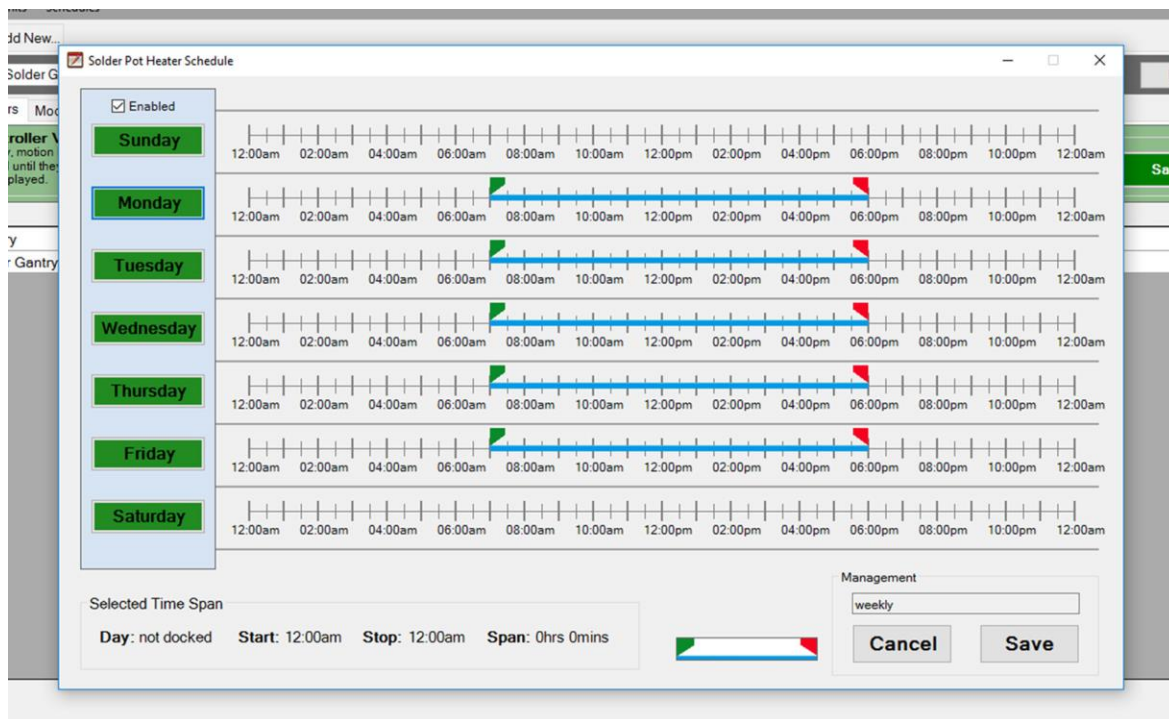 Schedules
dd New...
Solder Pot Heater Schedule
Solder G
Enabled
rs Moc
Sunday
12:00am 02:00am 04:00am 06:00am 08:00am 10:00am 12:00pm 02:00pm 04:00pm 06:00pm 08:00pm 10:00pm 12:00am
roller V
y, motion
until the
played.
Sa
Monday
12:00am 02:00am 04:00am 06:00am 08:00am 10:00am 12:00pm 02:00pm 04:00pm 06:00pm 08:00pm 10:00pm 12:00am
ry
r Gantry
Tuesday
12:00am 02:00am 04:00am 06:00am 08:00am 10:00am 12:00pm 02:00pm 04:00pm 06:00pm 08:00pm 10:00pm 12:00am
Wednesday
12:00am 02:00am 04:00am 06:00am 08:00am 10:00am 12:00pm 02:00pm 04:00pm 06:00pm 08:00pm 10:00pm 12:00am
Thursday
12:00am 02:00am 04:00am 06:00am 08:00am 10:00am 12:00pm 02:00pm 04:00pm 06:00pm 08:00pm 10:00pm 12:00am
Friday
12:00am 02:00am 04:00am 06:00am 08:00am 10:00am 12:00pm 02:00pm 04:00pm 06:00pm 08:00pm 10:00pm 12:00am
Saturday
12:00am 02:00am 04:00am 06:00am 08:00am 10:00am 12:00pm 02:00pm 04:00pm 06:00pm 08:00pm 10:00pm 12:00am
Selected Time Span
Day: not docked Start: 12:00am Stop: 12:00am Span: 0hrs 0mins
Management
weekly
Cancel Save